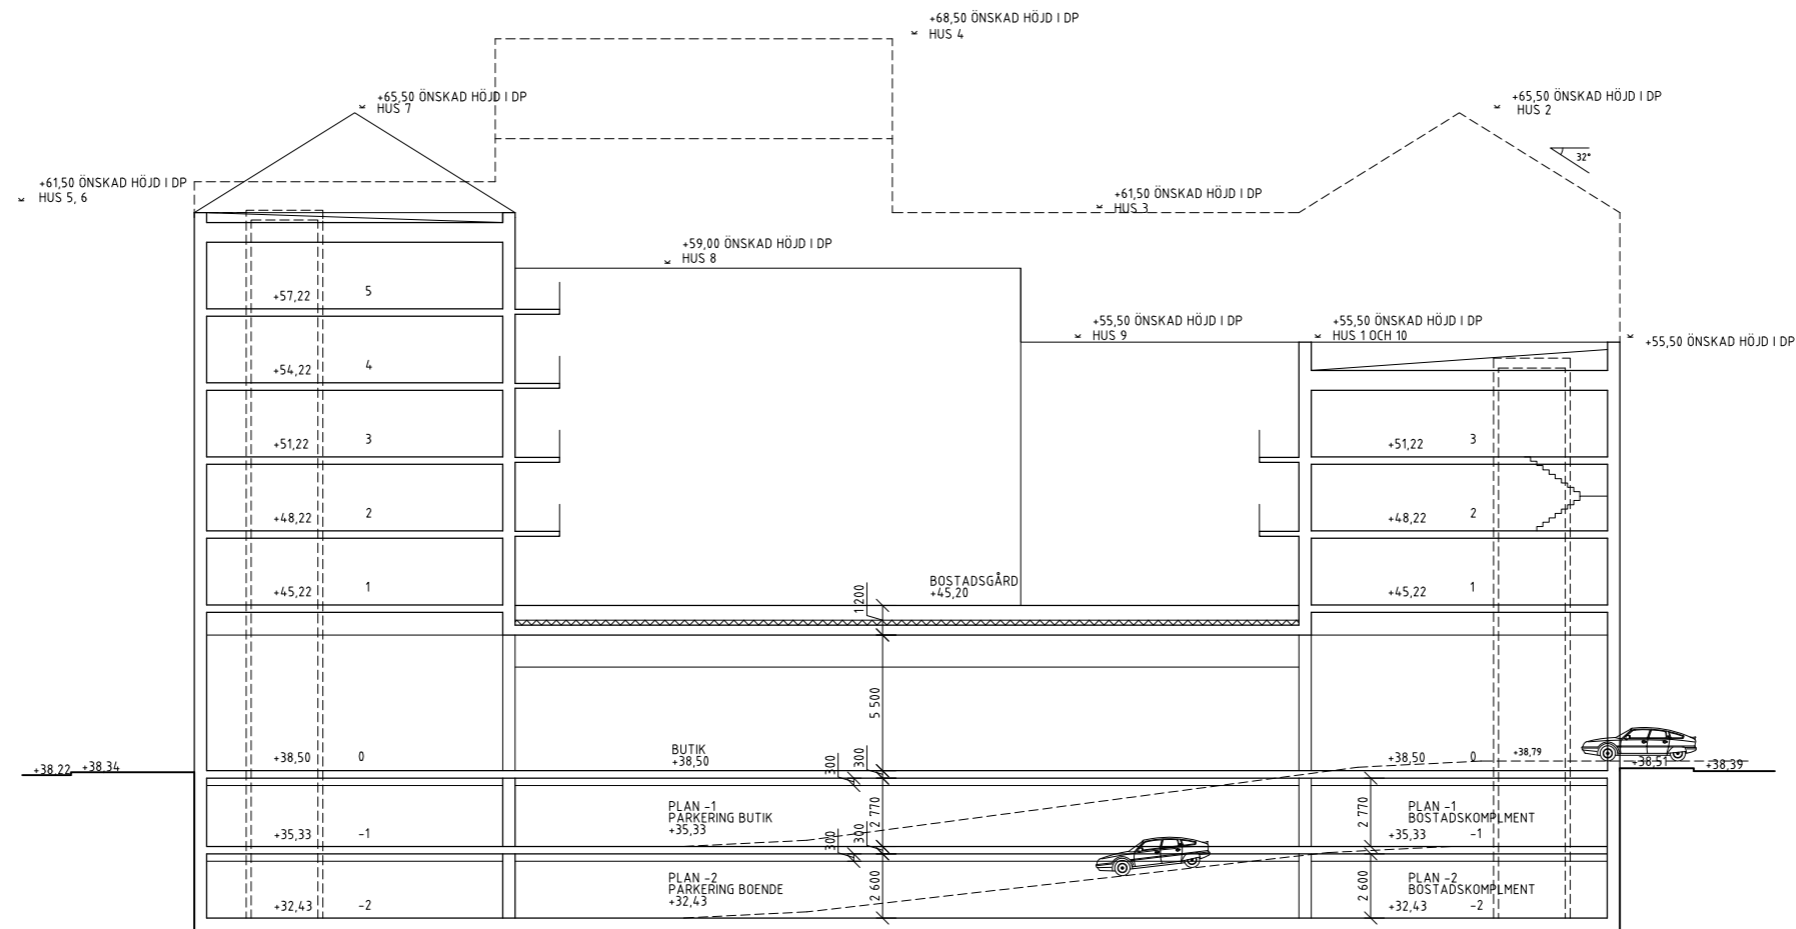 +68,50 ÖNSKAD HÖJD I DP
HUS 4
+65,50 ÖNSKAD HÖJD I DP
HUS 7
+65,50 ÖNSKAD HÖJD I DP
HUS 2
32°
+61,50 ÖNSKAD HÖJD I DP
HUS 5, 6
+61,50 ÖNSKAD HÖJD I DP
HUS 3
+59,00 ÖNSKAD HÖJD I DP
HUS 8
+57,22 5
+55,50 ÖNSKAD HÖJD I DP
HUS 9
+55,50 ÖNSKAD HÖJD I DP
HUS 1 OCH 10
+55,50 ÖNSKAD HÖJD I DP
+54,22 4
+51,22 3
+51,22 3
+48,22 2
+48,22 2
+45,22 1
BOSTADSGÅRD
+45,20
1 200
+45,22 1
5 500
+38,50 0
BUTIK
+38,50
300
300
+38,50 0
+38,79
+38.22
+38.34
+38,51
+38,39
PLAN -1
PARKERING BUTIK
+35,33
2 770
2 770
PLAN -1
BOSTADSKOMPLMENT
+35,33 -1
+35,33 -1
300
300
PLAN -2
PARKERING BOENDE
+32,43
2 600
2 600
PLAN -2
BOSTADSKOMPLMENT
+32,43 -2
+32,43 -2